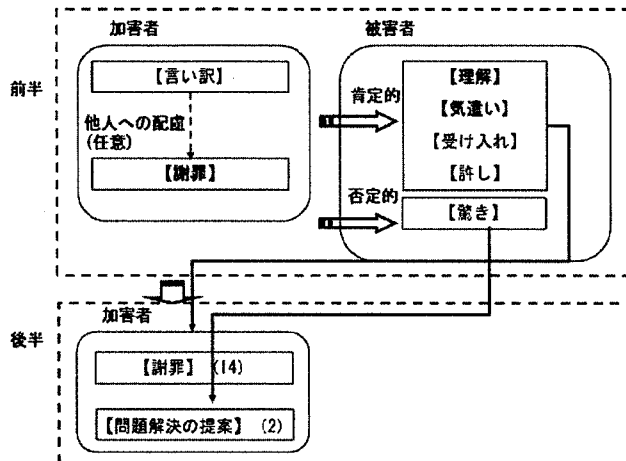 加害者
被害者
前半
【言い訳】
他人への配慮
(任意)
【謝罪】
肯定的
【理解】
【気遣い】
【受け入れ】
【許し】
否定的
【驚き】
後半
加害者
【謝罪】 (14)
【問題解決の提案】 (2)